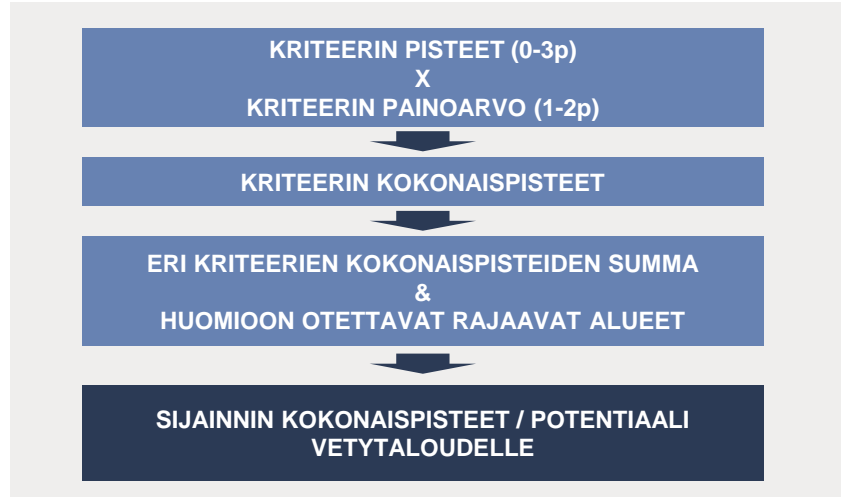 KRITEERIN PISTEET (0-3p)
X
KRITEERIN PAINOARVO (1-2p)
KRITEERIN KOKONAISPISTEET
ERI KRITEERIEN KOKONAISPISTEIDEN SUMMA
&
HUOMIOON OTETTAVAT RAJAAVAT ALUEET
SIJAINNIN KOKONAISPISTEET / POTENTIAALI
VETYTALOUDELLE